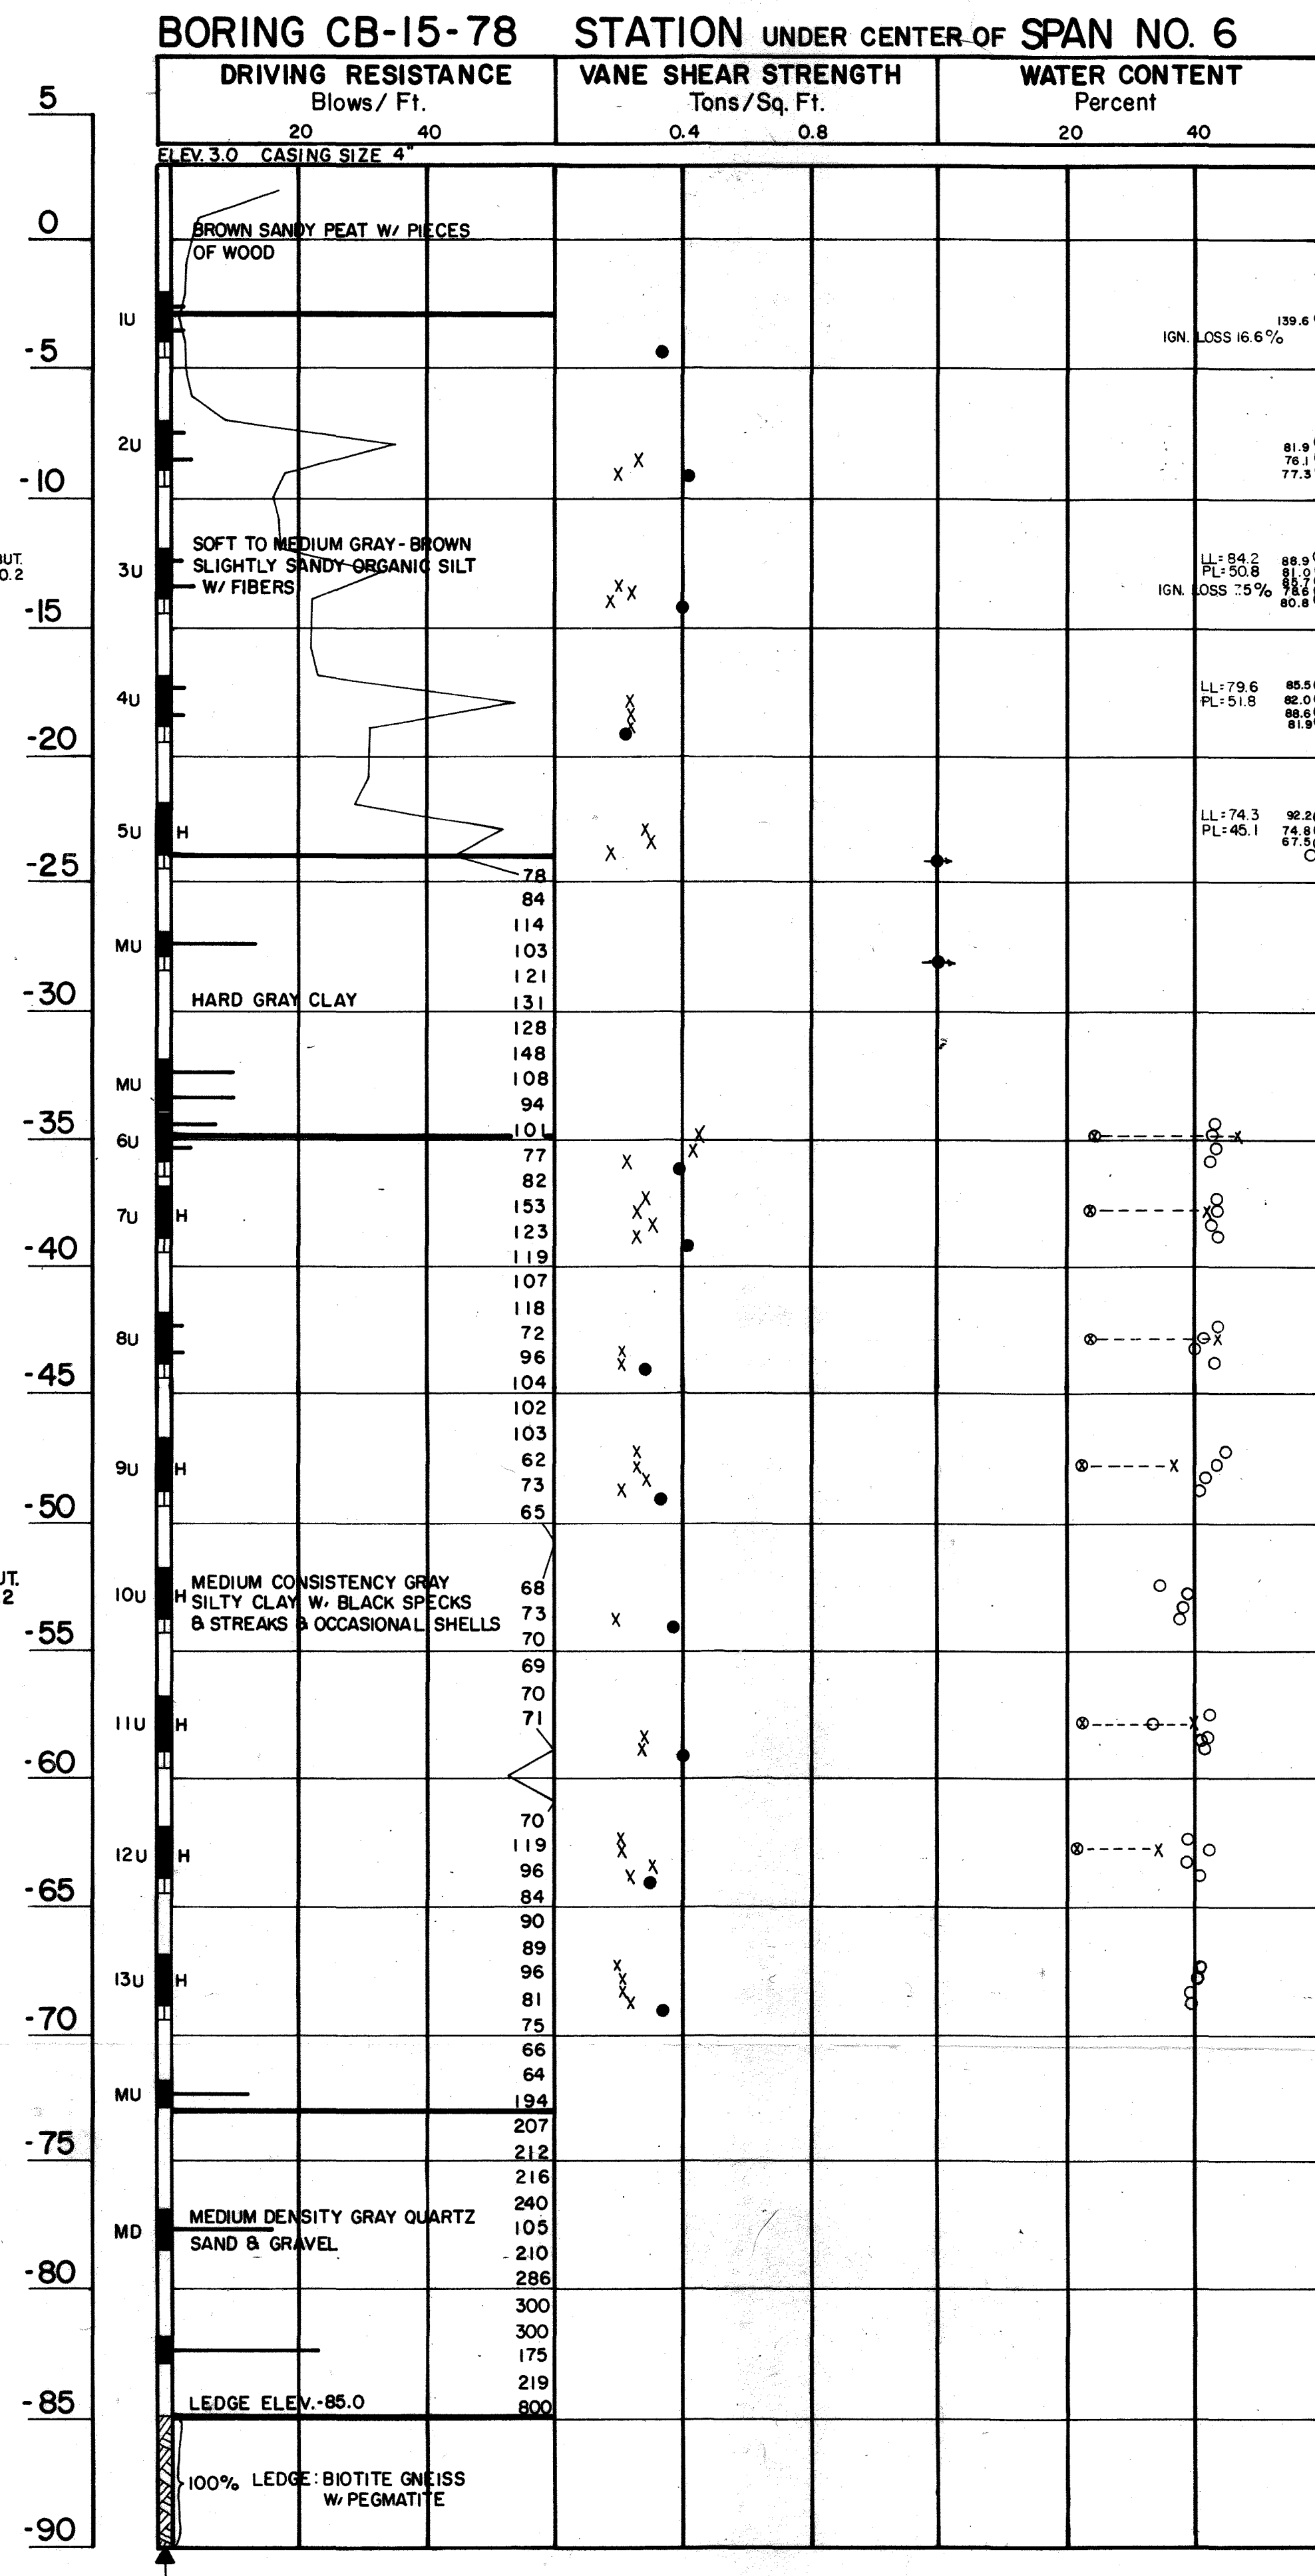 BORING CB-15-78 STATION UNDER CENTER OF SPAN NO. 6
DRIVING RESISTANCE VANE SHEAR STRENGTH WATER CONTENT
Blows/ Ft. Tons/Sq. Ft. Percent
5
20 40 0.4 0.8 20 40
ELEV. 3.0 CASING SIZE 4"
0
BROWN SANDY PEAT W/ PIECES
OF WOOD
1U
139.6
IGN. LOSS 16.6%
-5
2U
81.9
76.1
77.3
-10
SOFT TO MEDIUM GRAY-BROWN
SLIGHTLY SANDY ORGANIC SILT
W/ FIBERS
3U
LL=84.2 88.9
PL=50.8 81.0
85.7
IGN. LOSS 7.5% 78.6
80.8
-15
4U
LL=79.6 85.5
PL=51.8 82.0
88.6
81.9
-20
5U H
LL=74.3 92.2
PL=45.1 74.8
67.5
-25
78
84
114
MU 103
121
-30
HARD GRAY CLAY 131
128
148
MU 108
94
-35
101
6U
77
82
153
7U H
123
-40
119
107
118
8U 72
96
-45
104
102
103
9U H 62
73
-50
65
10U H MEDIUM CONSISTENCY GRAY 68
SILTY CLAY W/ BLACK SPECKS
& STREAKS & OCCASIONAL SHELLS 73
-55
70
69
70
11U H 71
-60
70
119
12U H
96
-65
84
90
89
13U H 96
81
-70
75
66
64
MU 194
207
-75
212
216
240
MEDIUM DENSITY GRAY QUARTZ
MD 105
SAND & GRAVEL
210
-80
286
300
300
175
219
-85
LEDGE ELEV.-85.0 800
100% LEDGE: BIOTITE GNEISS
W/ PEGMATITE
-90